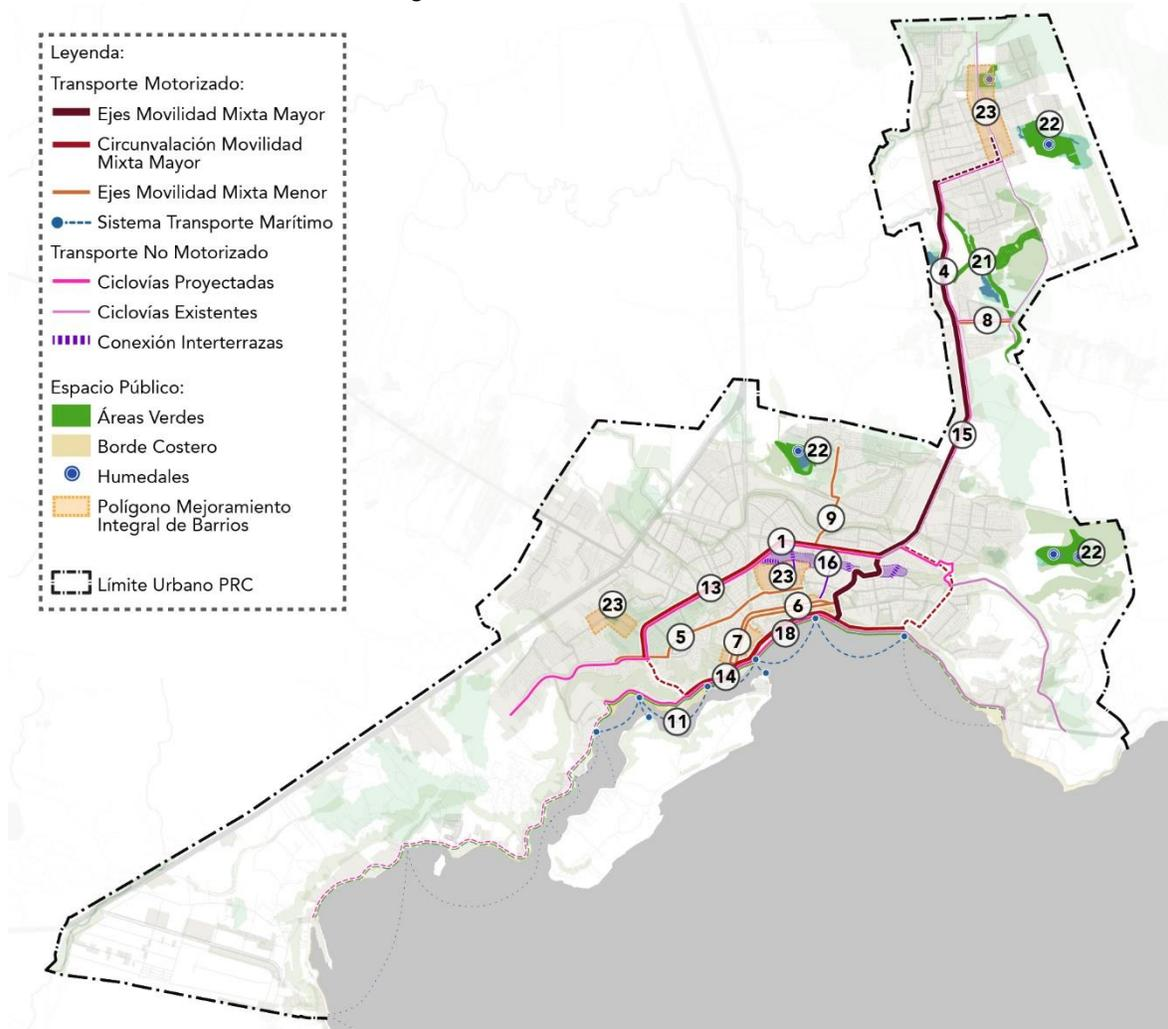 Leyenda:
Transporte Motorizado:
Ejes Movilidad Mixta Mayor
Circunvalación Movilidad
Mixta Mayor
Ejes Movilidad Mixta Menor
Sistema Transporte Marítimo
Transporte No Motorizado
Ciclovías Proyectadas
Ciclovías Existentes
Conexión Interterrazas
Espacio Público:
Áreas Verdes
Borde Costero
Humedales
Polígono Mejoramiento
Integral de Barrios
Límite Urbano PRC
23
22
21
4
8
15
22
9
1
16
22
23
13
23
6
5
7
18
14
11